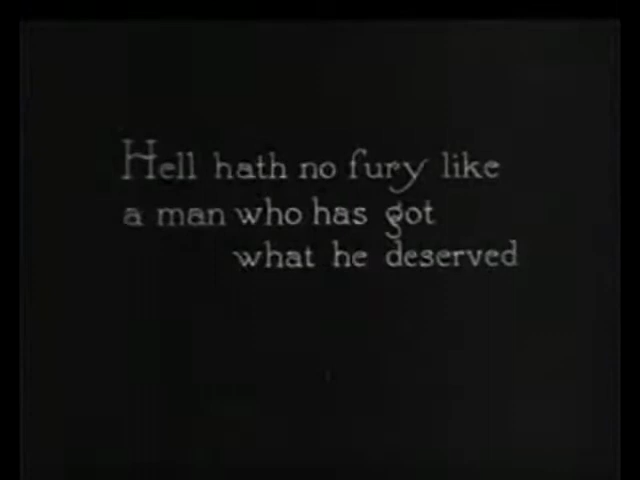 Hell hath no fury like
a man who has got
what he deserved